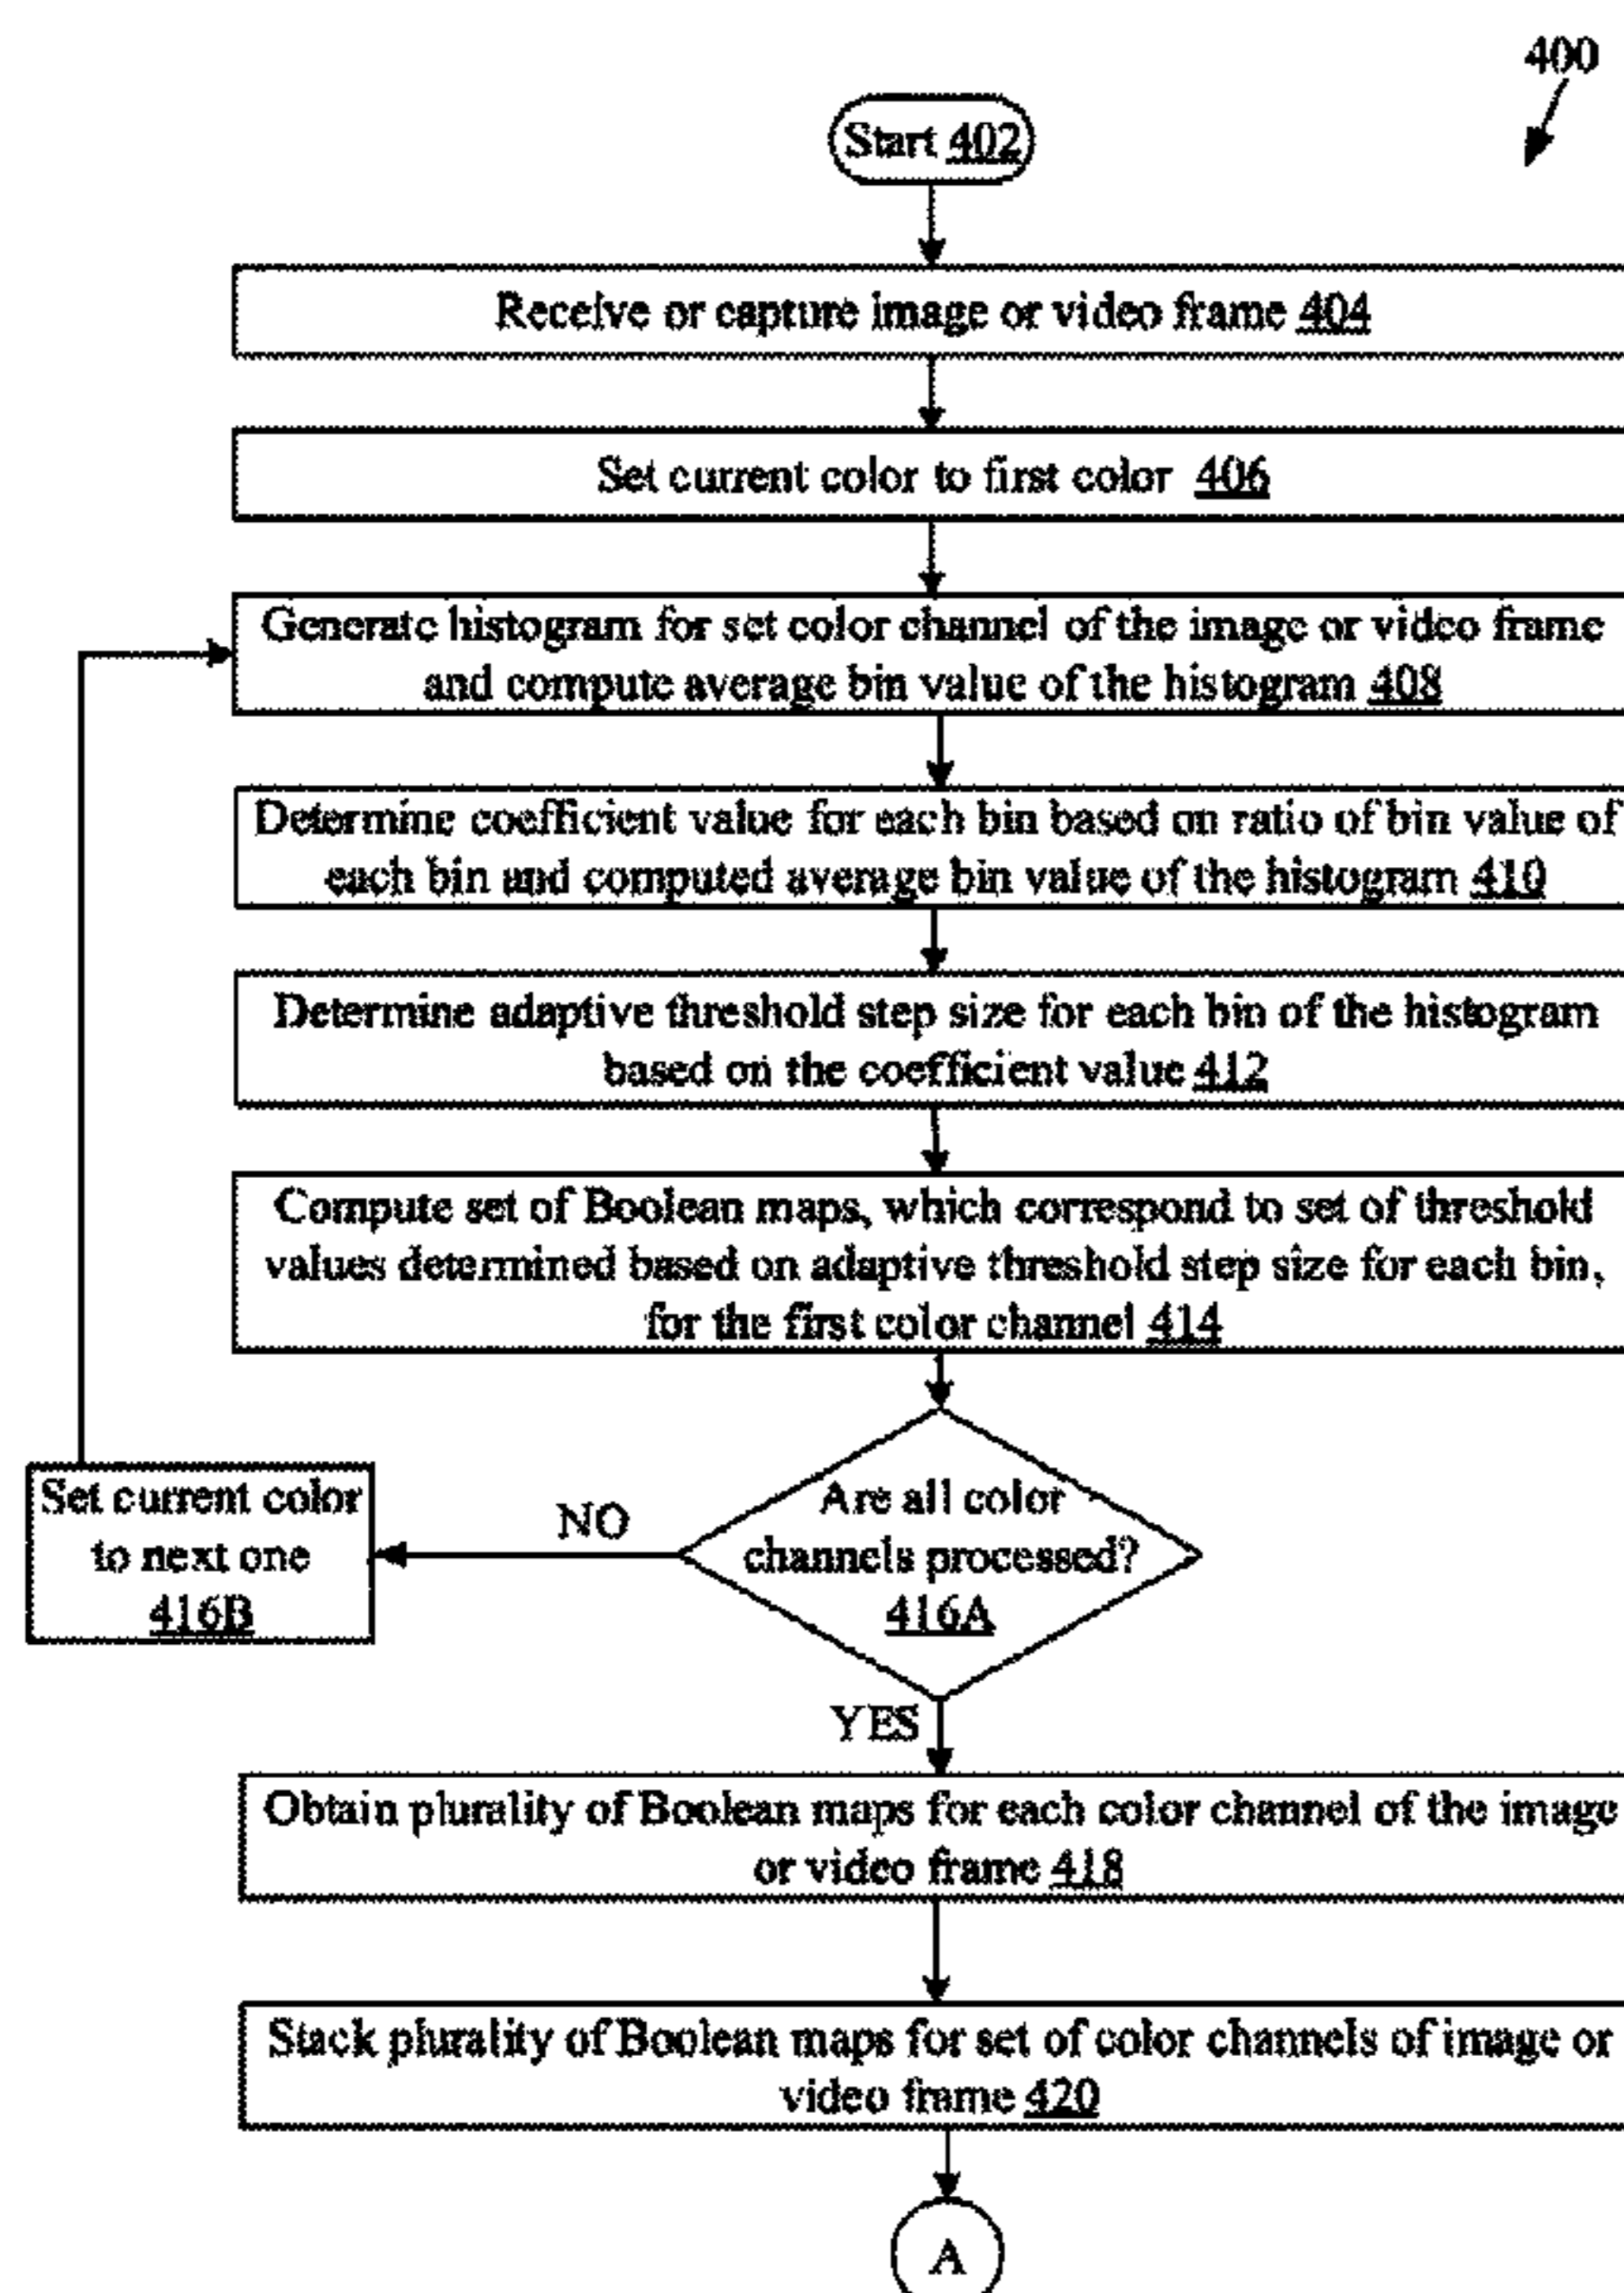 400
Start 402
Receive or capture image or video frame 404
Set current color to first color 406
Generate histogram for set color channel of the image or video frame
and compute average bin value of the histogram 408
Determine coefficient value for each bin based on ratio of bin value of
each bin and computed average bin value of the histogram 410
Determine adaptive threshold step size for each bin of the histogram
based on the coefficient value 412
Compute set of Boolean maps, which correspond to set of threshold
values determined based on adaptive threshold step size for each bin,
for the first color channel 414
Are all color
channels processed?
416A
NO
Set current color
to next one
416B
YES
Obtain plurality of Boolean maps for each color channel of the image
or video frame 418
Stack plurality of Boolean maps for set of color channels of image or
video frame 420
A